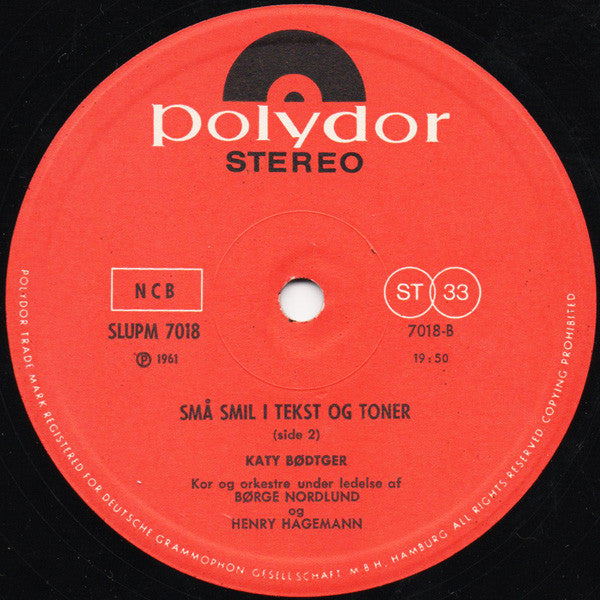 polydor
STEREO
NCB
ST 33
SLUPM 7018
7018-B
℗ 1961
19:50
SMÅ SMIL I TEKST OG TONER
(side 2)
KATY BØDTGER
Kor og orkestre under ledelse af
BØRGE NORDLUND
og
HENRY HAGEMANN
POLYDOR TRADE MARK REGISTERED FOR DEUTSCHE GRAMMOPHON GESELLSCHAFT M.B.H. HAMBURG ALL RIGHTS RESERVED. COPYING PROHIBITED